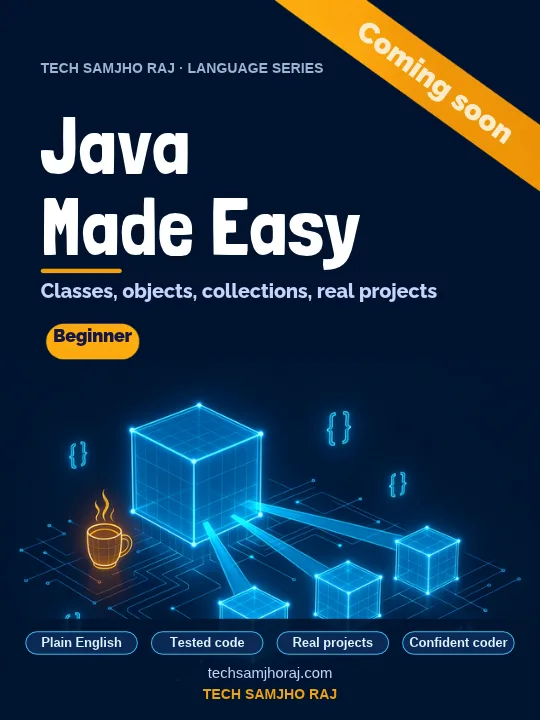 TECH SAMJHO RAJ · LANGUAGE SERIES
Coming soon
Java
Made Easy
Classes, objects, collections, real projects
Beginner
{}
{}
{}
{}
Plain English
Tested code
Real projects
Confident coder
techsamjhoraj.com
TECH SAMJHO RAJ